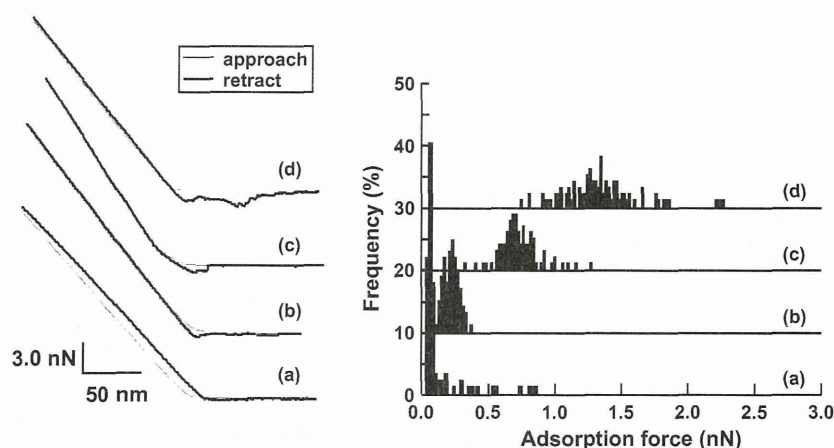 approach
retract
(d)
(c)
(b)
(a)
3.0 nN
50 nm
Frequency (%)
50
40
30
20
10
0
(d)
(c)
(b)
(a)
0.0 0.5 1.0 1.5 2.0 2.5 3.0
Adsorption force (nN)